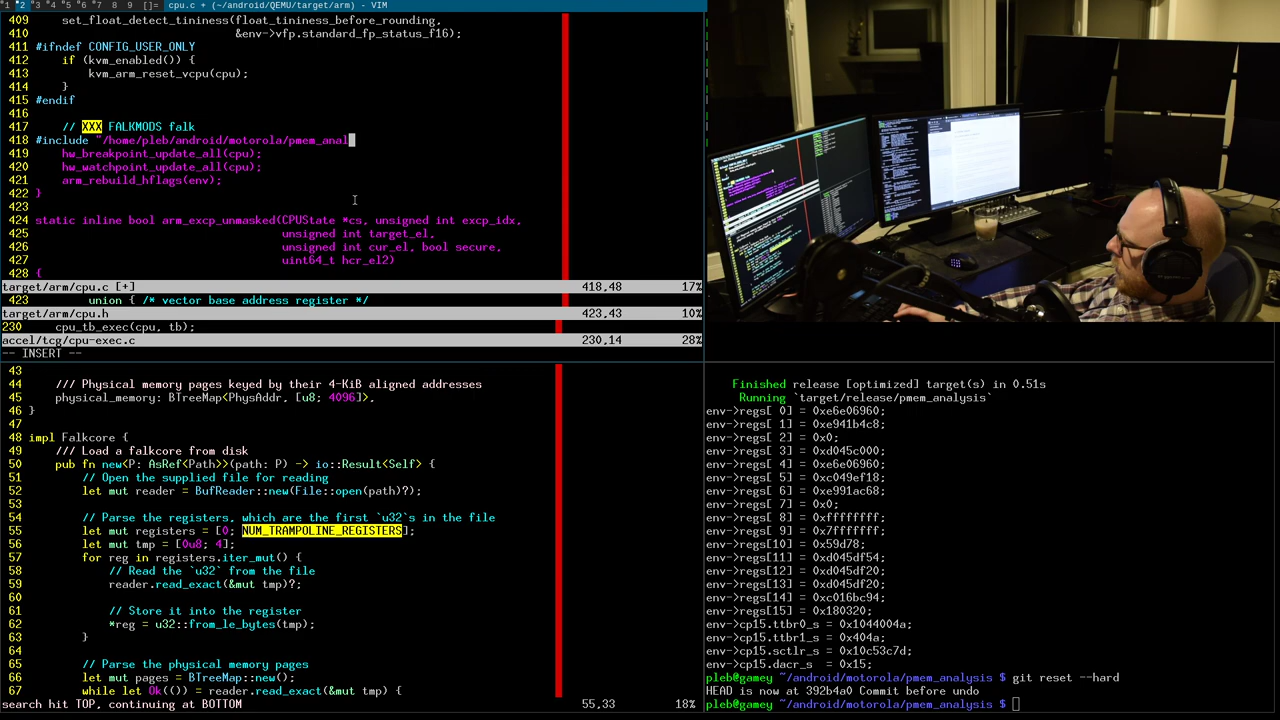 1 2 3 4 5 6 7 8 9 []= cpu.c + (~/android/QEMU/target/arm) - VIM
409 set_float_detect_tininess(float_tininess_before_rounding,
410 &env->vfp.standard_fp_status_f16);
411 #ifndef CONFIG_USER_ONLY
412 if (kvm_enabled()) {
413 kvm_arm_reset_vcpu(cpu);
414 }
415 #endif
416
417 // XXX FALKMODS falk
418 #include "/home/pleb/android/motorola/pmem_anal
419 hw_breakpoint_update_all(cpu);
420 hw_watchpoint_update_all(cpu);
421 arm_rebuild_hflags(env);
422 }
423
424 static inline bool arm_excp_unmasked(CPUState *cs, unsigned int excp_idx,
425 unsigned int target_el,
426 unsigned int cur_el, bool secure,
427 uint64_t hcr_el2)
428 {
target/arm/cpu.c [+] 418,48 17%
423 union { /* vector base address register */
target/arm/cpu.h 423,43 10%
230 cpu_tb_exec(cpu, tb);
accel/tcg/cpu-exec.c 230,14 28%
-- INSERT --
43
44 /// Physical memory pages keyed by their 4-KiB aligned addresses
45 physical_memory: BTreeMap<PhysAddr, [u8; 4096]>,
46 }
47
48 impl Falkcore {
49 /// Load a falkcore from disk
50 pub fn new<P: AsRef<Path>>(path: P) -> io::Result<Self> {
51 // Open the supplied file for reading
52 let mut reader = BufReader::new(File::open(path)?);
53
54 // Parse the registers, which are the first `u32`s in the file
55 let mut registers = [0; NUM_TRAMPOLINE_REGISTERS];
56 let mut tmp = [0u8; 4];
57 for reg in registers.iter_mut() {
58 // Read the `u32` from the file
59 reader.read_exact(&mut tmp)?;
60
61 // Store it into the register
62 *reg = u32::from_le_bytes(tmp);
63 }
64
65 // Parse the physical memory pages
66 let mut pages = BTreeMap::new();
67 while let Ok(()) = reader.read_exact(&mut tmp) {
search hit TOP, continuing at BOTTOM 55,33 18%
Finished release [optimized] target(s) in 0.51s
Running `target/release/pmem_analysis`
env->regs[ 0] = 0xe6e06960;
env->regs[ 1] = 0xe941b4c8;
env->regs[ 2] = 0x0;
env->regs[ 3] = 0xd045c000;
env->regs[ 4] = 0xe6e06960;
env->regs[ 5] = 0xc049ef18;
env->regs[ 6] = 0xe991ac68;
env->regs[ 7] = 0x0;
env->regs[ 8] = 0xffffffff;
env->regs[ 9] = 0x7fffffff;
env->regs[10] = 0x59d78;
env->regs[11] = 0xd045df54;
env->regs[12] = 0xd045df20;
env->regs[13] = 0xd045df20;
env->regs[14] = 0xc016bc94;
env->regs[15] = 0x180320;
env->cp15.ttbr0_s = 0x1044004a;
env->cp15.ttbr1_s = 0x404a;
env->cp15.sctlr_s = 0x10c53c7d;
env->cp15.dacr_s = 0x15;
pleb@gamey ~/android/motorola/pmem_analysis $ git reset --hard
HEAD is now at 392b4a0 Commit before undo
pleb@gamey ~/android/motorola/pmem_analysis $